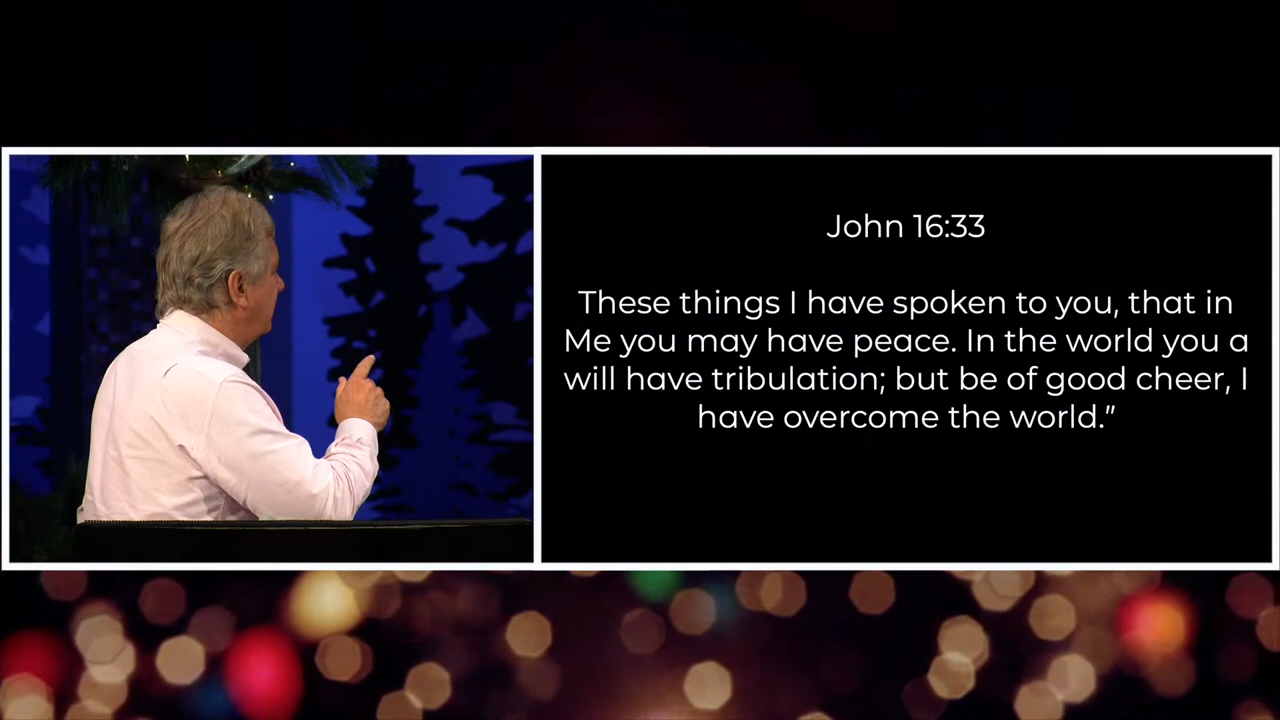 John 16:33
These things I have spoken to you, that in
Me you may have peace. In the world you a
will have tribulation; but be of good cheer, I
have overcome the world.”